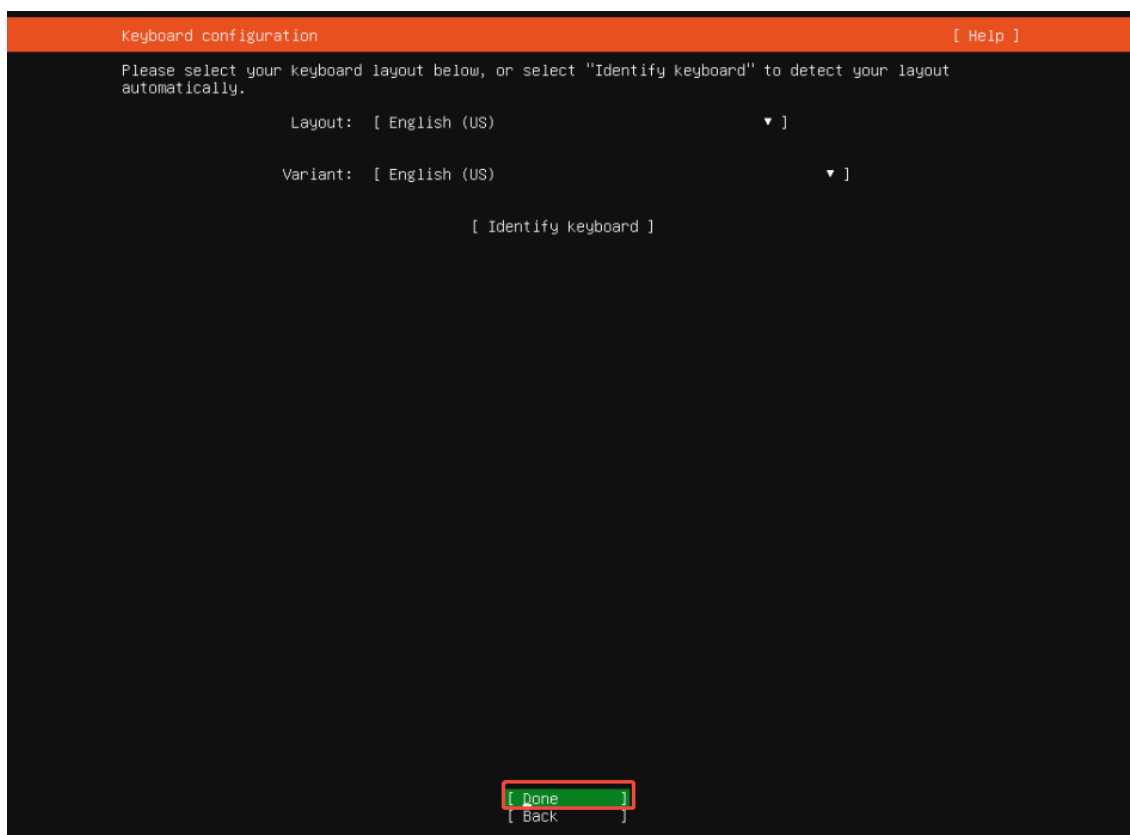 Keyboard configuration [ Help ]
Please select your keyboard layout below, or select "Identify keyboard" to detect your layout
automatically.
Layout: [ English (US) ▾ ]
Variant: [ English (US) ▾ ]
[ Identify keyboard ]
[ Done ]
[ Back ]